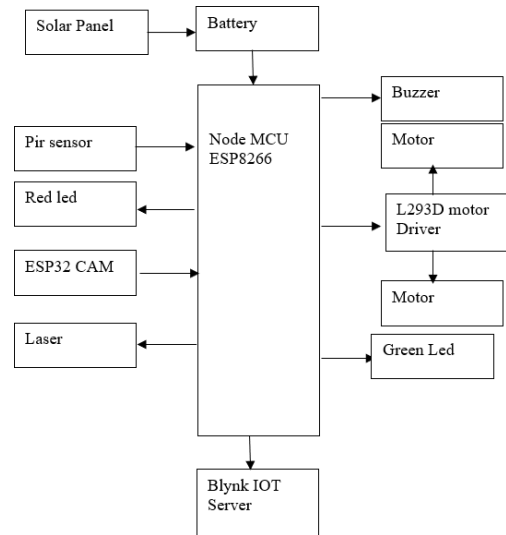 Solar Panel
Battery
Node MCU
ESP8266
Pir sensor
Red led
ESP32 CAM
Laser
Buzzer
Motor
L293D motor
Driver
Motor
Green Led
Blynk IOT
Server